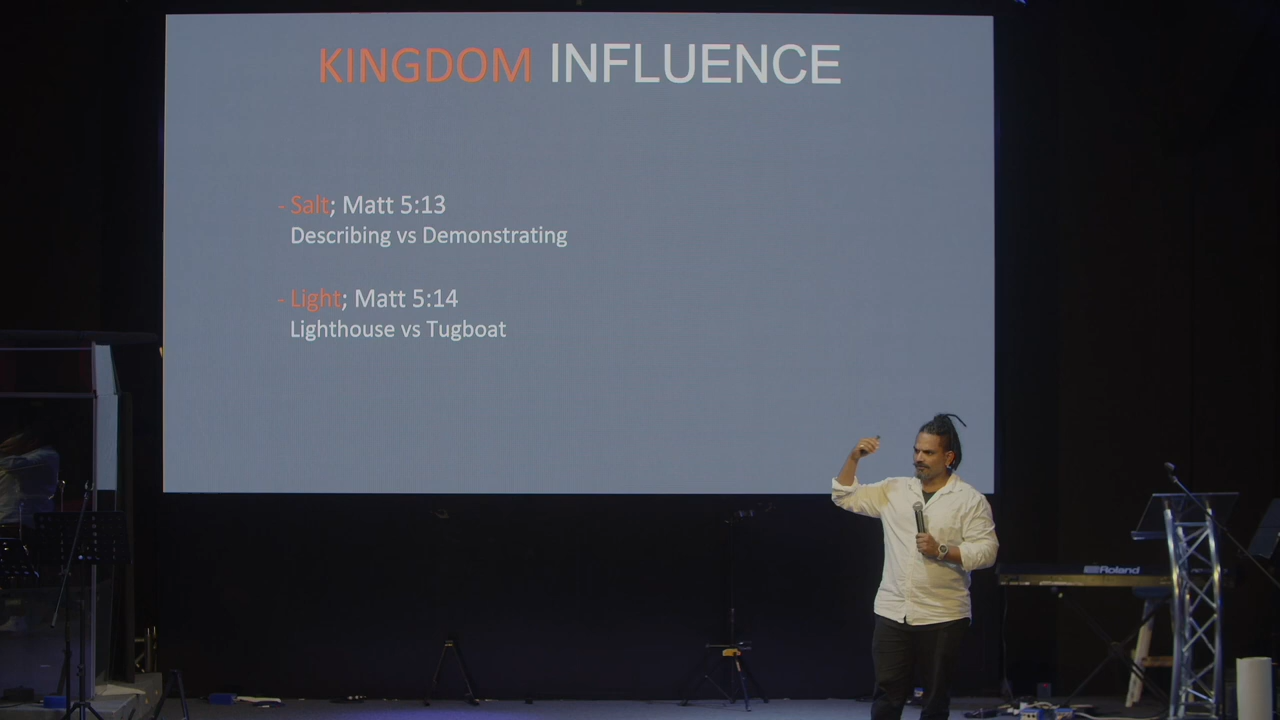 KINGDOM INFLUENCE
- Salt; Matt 5:13
Describing vs Demonstrating
- Light; Matt 5:14
Lighthouse vs Tugboat
Roland